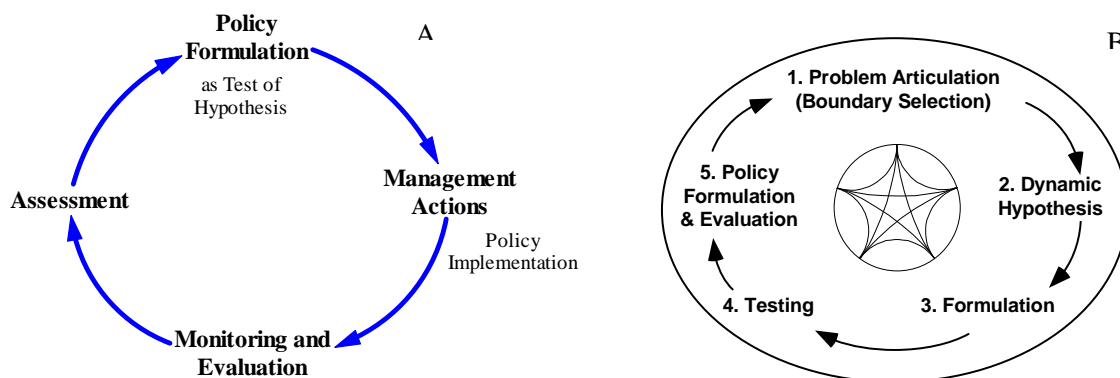 A
Policy
Formulation
as Test of
Hypothesis
Management
Actions
Policy
Implementation
Monitoring and
Evaluation
Assessment
B
1. Problem Articulation
(Boundary Selection)
2. Dynamic
Hypothesis
3. Formulation
4. Testing
5. Policy
Formulation
& Evaluation